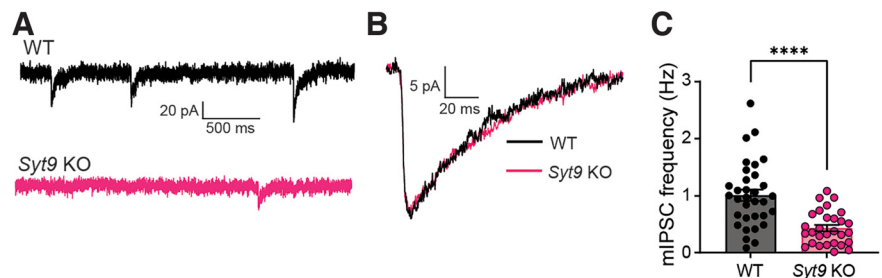 A
WT
20 pA
500 ms
Syt9 KO
B
5 pA
20 ms
WT
Syt9 KO
C
****
mIPSC frequency (Hz)
3
2
1
0
WT
Syt9 KO